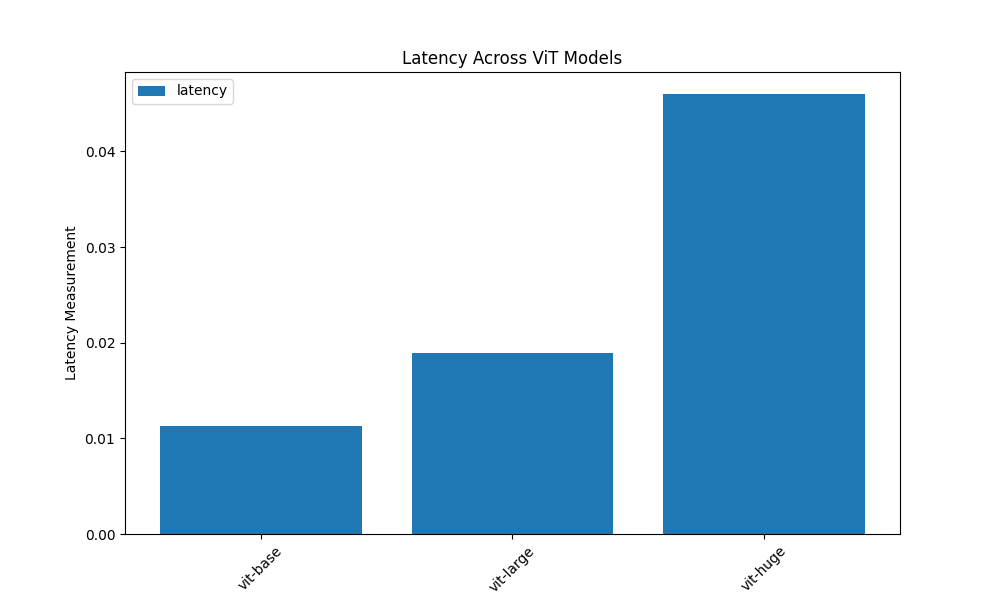 Latency Across ViT Models
latency
Latency Measurement
0.04
0.03
0.02
0.01
0.00
vit-base
vit-large
vit-huge